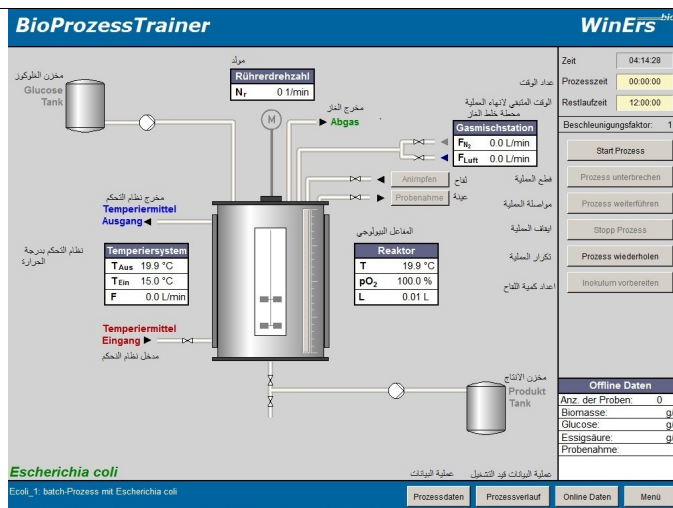 BioProzessTrainer
WinErs
مولد
Rührerdrehzahl
Nr 0 1/min
مخزن الغلوكوز
Glucose
Tank
مخرج الغاز
Abgas
M
عداد الوقت
الوقت المتبقي لانهاء العملية
محطة خلط الغاز
Gasmischstation
FN2 0.0 L/min
FLuft 0.0 L/min
Animpfen
لقاح
Probenahme
عينة
قطع العملية
مواصلة العملية
ايقاف العملية
تكرار العملية
اعداد كمية اللقاح
مخرج نظام التحكم
Temperiermittel
Ausgang
نظام التحكم بدرجة
الحرارة
Temperiersystem
TAus 19.9 °C
TEin 15.0 °C
F 0.0 L/min
المفاعل البيولوجي
Reaktor
T 19.9 °C
pO2 100.0 %
L 0.01 L
Temperiermittel
Eingang
مدخل نظام التحكم
مخزن الانتاج
Produkt
Tank
Zeit 04:14:28
Prozesszeit 00:00:00
Restlaufzeit 12:00:00
Beschleunigungsfaktor: 1
Start Prozess
Prozess unterbrechen
Prozess weiterführen
Stopp Prozess
Prozess wiederholen
Inokulum vorbereiten
Offline Daten
Anz. der Proben: 0
Biomasse:
Glucose:
Essigsäure:
Probenahme:
Escherichia coli
عملية البيانات
عملية البيانات قيد التشغيل
Ecoli_1: batch-Prozess mit Escherichia coli
Prozessdaten
Prozessverlauf
Online Daten
Menü